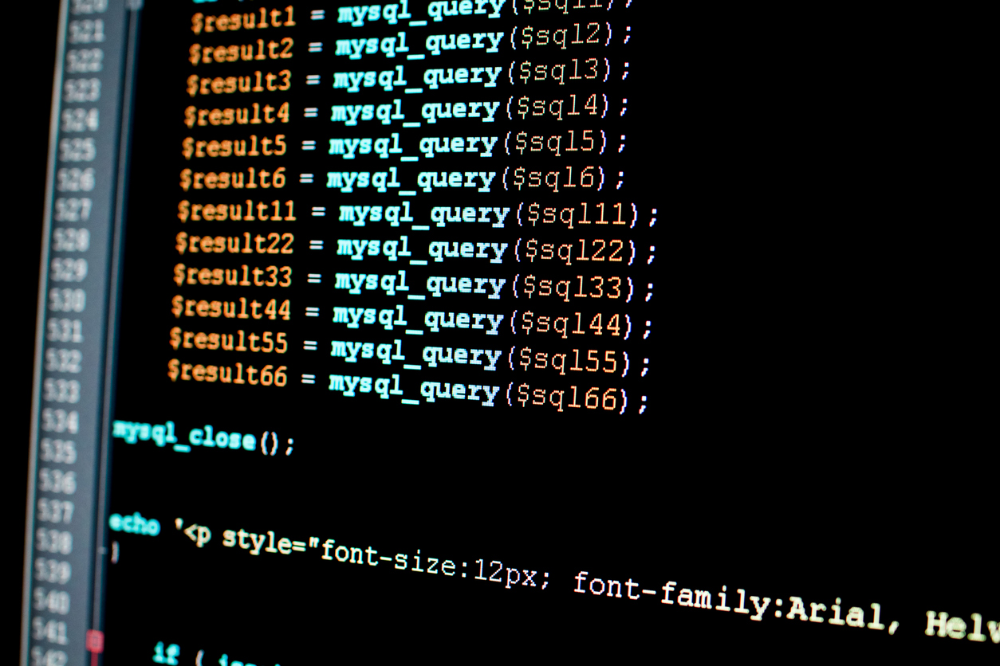 520
521 $result1 = mysql_query($sql1);
522 $result2 = mysql_query($sql2);
523 $result3 = mysql_query($sql3);
524 $result4 = mysql_query($sql4);
525 $result5 = mysql_query($sql5);
526 $result6 = mysql_query($sql6);
527 $result11 = mysql_query($sql11);
528 $result22 = mysql_query($sql22);
529 $result33 = mysql_query($sql33);
530 $result44 = mysql_query($sql44);
531 $result55 = mysql_query($sql55);
532 $result66 = mysql_query($sql66);
533
534 mysql_close();
535
536
537 echo '<p style="font-size:12px; font-family:Arial, Helv
538 }
539
540
541 if (
542